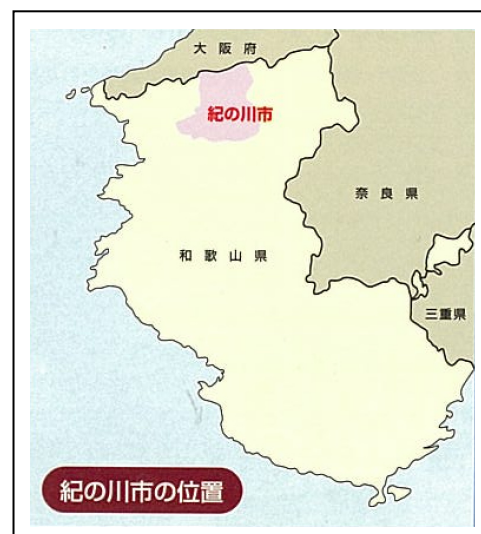 大阪府
紀の川市
奈良県
和歌山県
三重県
紀の川市の位置